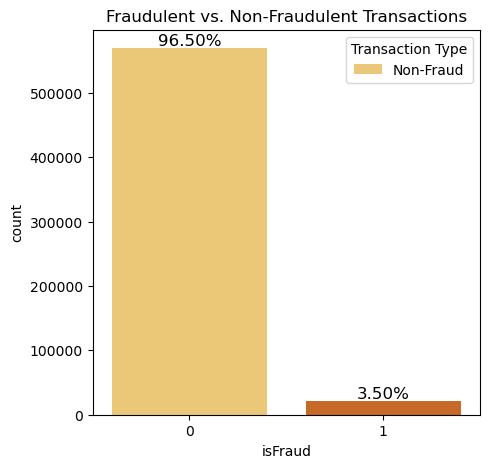 Fraudulent vs. Non-Fraudulent Transactions
96.50%
Transaction Type
Non-Fraud
500000
400000
300000
200000
100000
0
count
3.50%
0
1
isFraud